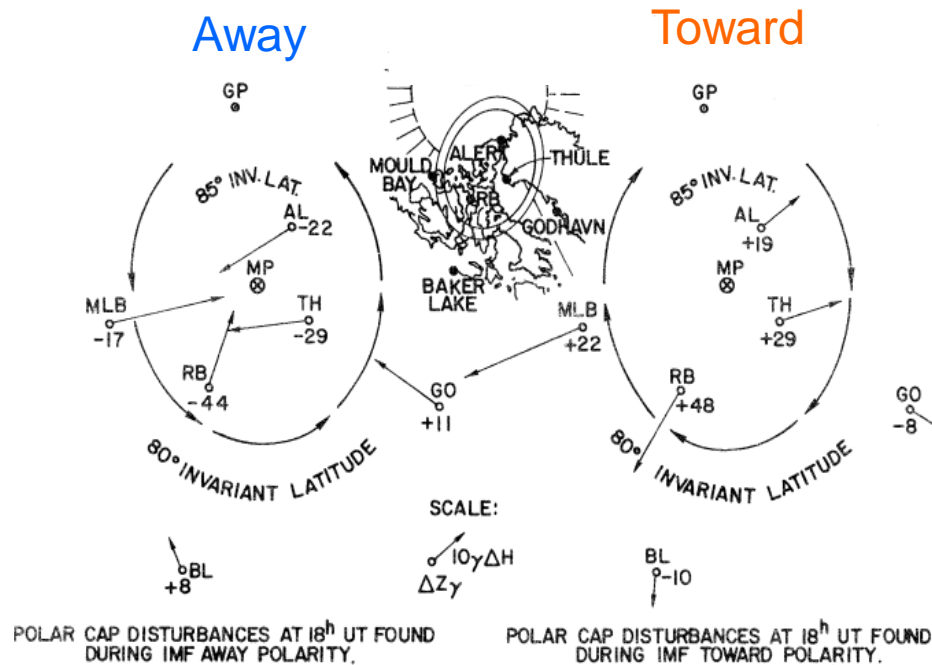 Away
Toward
GP
85° INV. LAT.
AL
-22
MP
MLB
-17
TH
-29
RB
-44
80° INVARIANT LATITUDE
GO
+11
BL
+8
ALERT
THULE
MOULD
BAY
RB
GODHAVN
BAKER
LAKE
SCALE:
10γΔH
ΔZγ
GP
85° INV. LAT.
AL
+19
MP
MLB
+22
TH
+29
RB
+48
GO
-8
80° INVARIANT LATITUDE
BL
-10
POLAR CAP DISTURBANCES AT 18h UT FOUND
DURING IMF AWAY POLARITY.
POLAR CAP DISTURBANCES AT 18h UT FOUND
DURING IMF TOWARD POLARITY.